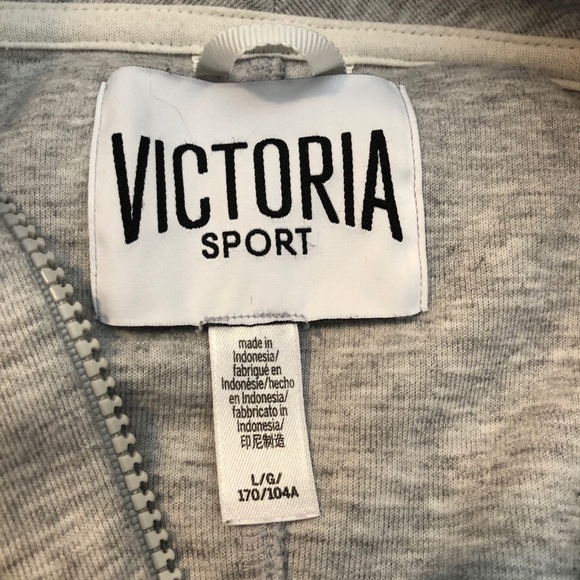 VICTORIA
SPORT
made in
Indonesia/
fabriqué en
Indonésie/hecho
en Indonesia/
fabbricato in
Indonesia/
印尼制造
L/G/
170/104A